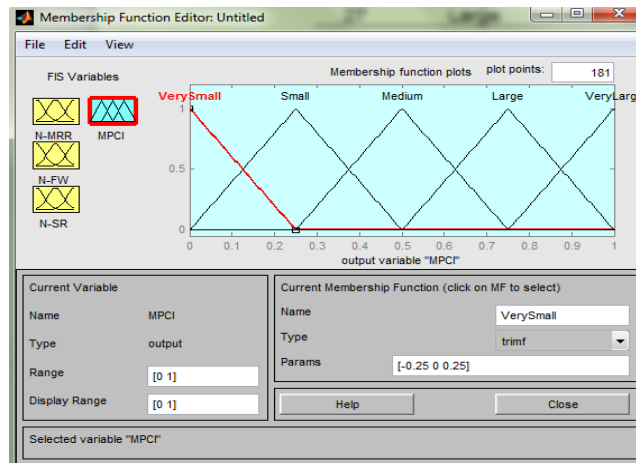 Membership Function Editor: Untitled
File Edit View
FIS Variables
Membership function plots plot points: 181
VerySmall Small Medium Large VeryLarg
N-MRR MPCI
N-FW
N-SR
1
0.5
0
0 0.1 0.2 0.3 0.4 0.5 0.6 0.7 0.8 0.9 1
output variable "MPCI"
Current Variable
Name MPCI
Type output
Range [0 1]
Display Range [0 1]
Current Membership Function (click on MF to select)
Name VerySmall
Type trimf
Params [-0.25 0 0.25]
Help Close
Selected variable "MPCI"